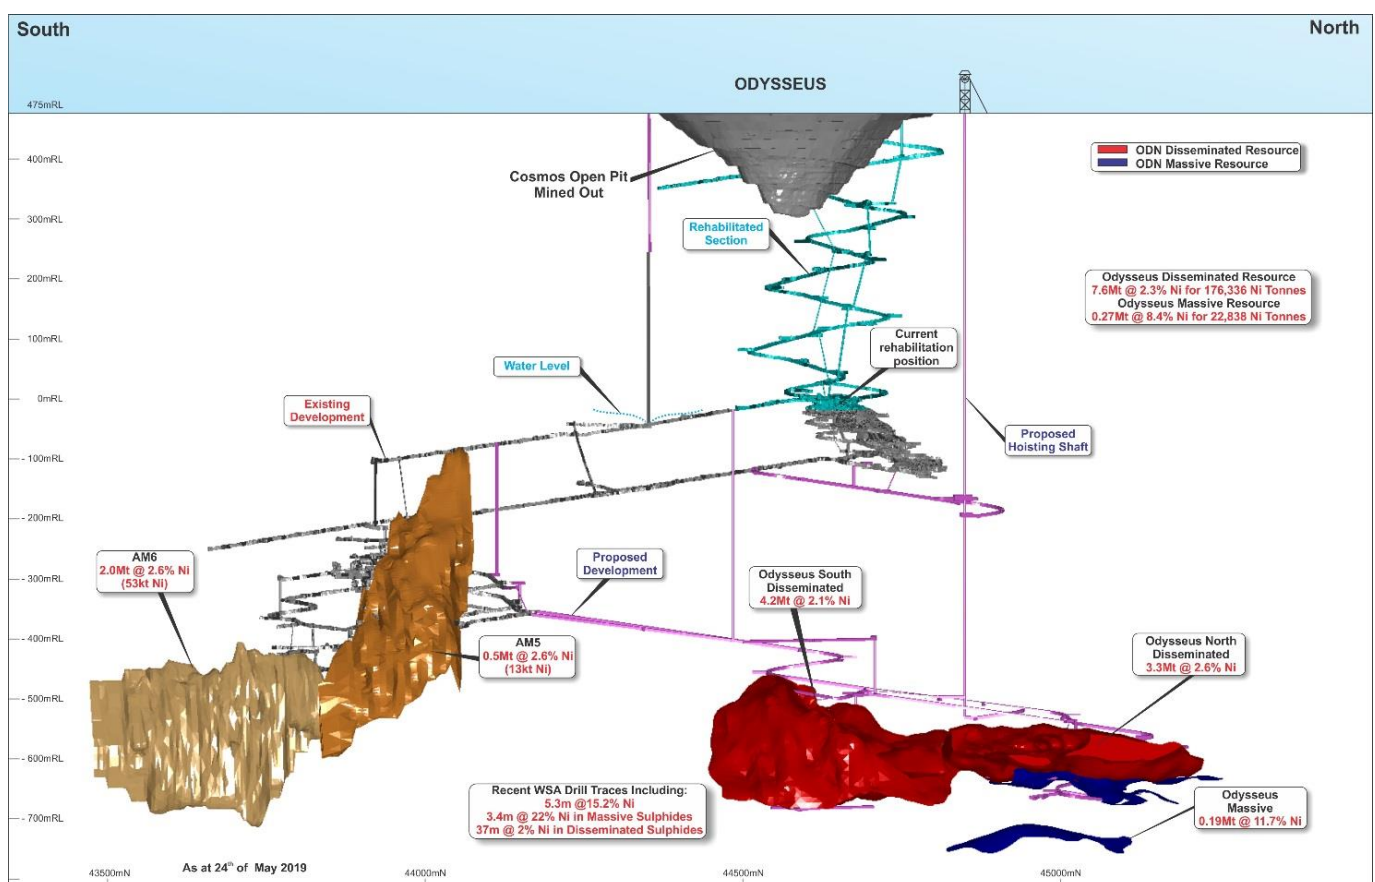 South
North
ODYSSEUS
475mRL
400mRL
300mRL
200mRL
100mRL
0mRL
- 100mRL
- 200mRL
- 300mRL
- 400mRL
- 500mRL
- 600mRL
- 700mRL
ODN Disseminated Resource
ODN Massive Resource
Cosmos Open Pit
Mined Out
Rehabilitated
Section
Odysseus Disseminated Resource
7.6Mt @ 2.3% Ni for 176,336 Ni Tonnes
Odysseus Massive Resource
0.27Mt @ 8.4% Ni for 22,838 Ni Tonnes
Current
rehabilitation
position
Water Level
Existing
Development
Proposed
Hoisting Shaft
AM6
2.0Mt @ 2.6% Ni
(53kt Ni)
Proposed
Development
Odysseus South
Disseminated
4.2Mt @ 2.1% Ni
AM5
0.5Mt @ 2.6% Ni
(13kt Ni)
Odysseus North
Disseminated
3.3Mt @ 2.6% Ni
Recent WSA Drill Traces Including:
5.3m @15.2% Ni
3.4m @ 22% Ni in Massive Sulphides
37m @ 2% Ni in Disseminated Sulphides
Odysseus
Massive
0.19Mt @ 11.7% Ni
As at 24th of May 2019
43500mN
44000mN
44500mN
45000mN